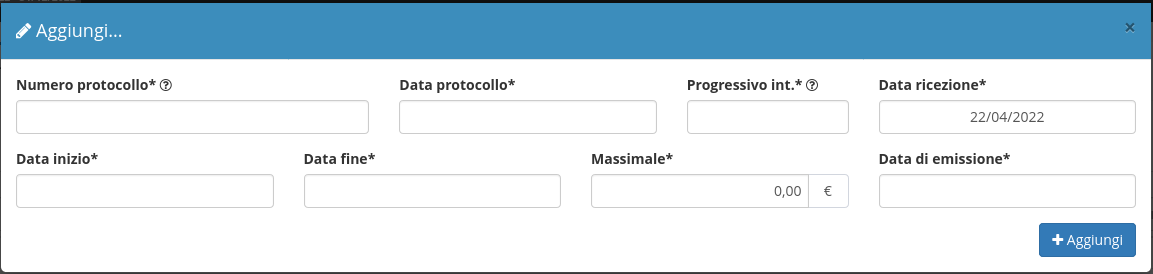 Aggiungi...
×
Numero protocollo* Data protocollo* Progressivo int.* Data ricezione*
22/04/2022
Data inizio* Data fine* Massimale* Data di emissione*
0,00 €
Aggiungi